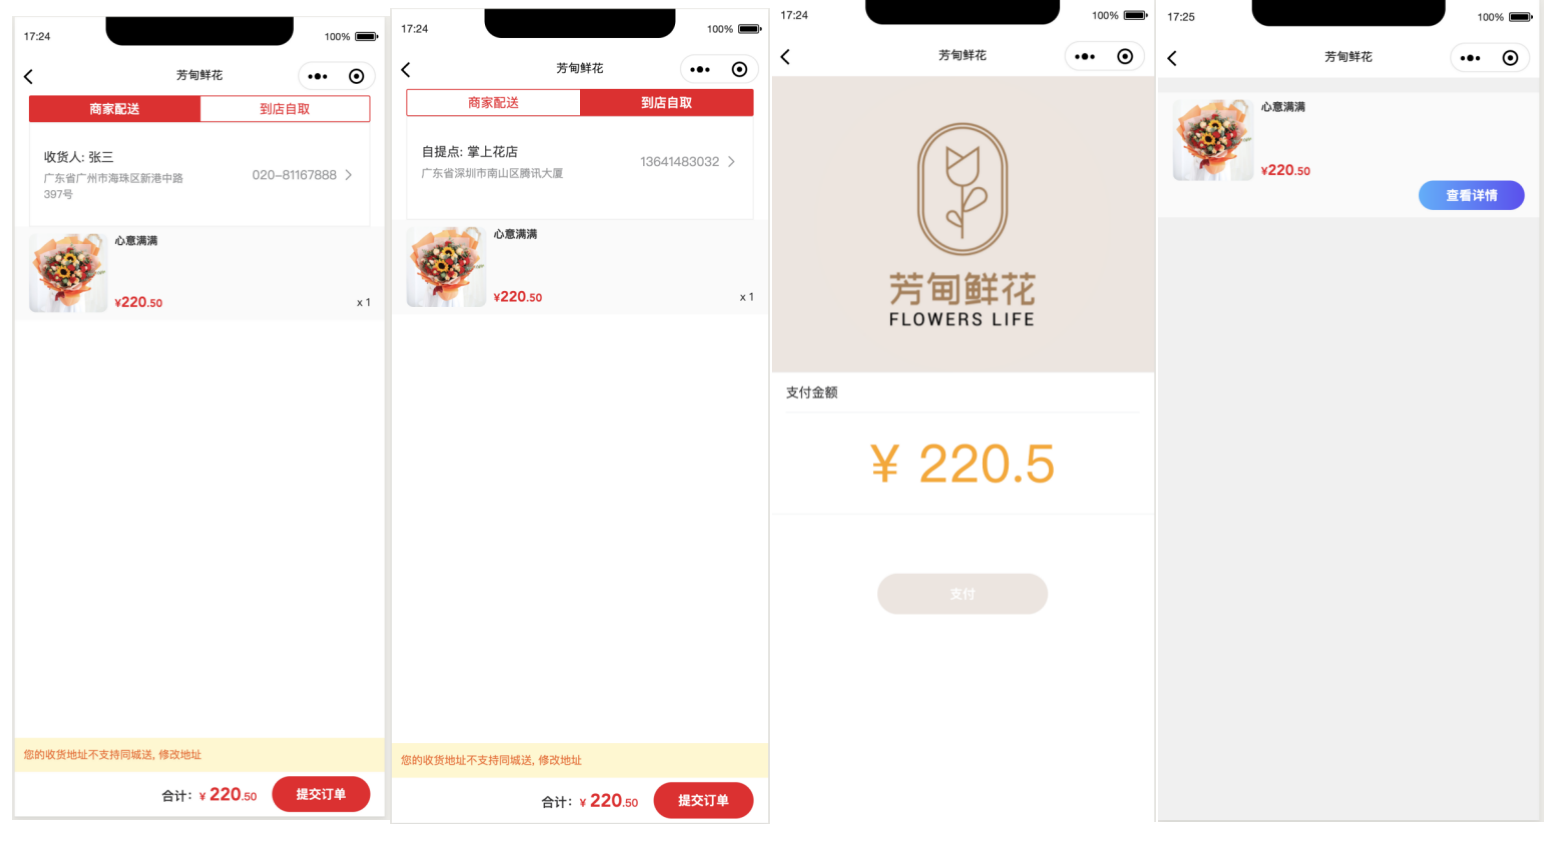 17:24
100%
芳甸鲜花
商家配送
到店自取
收货人: 张三
广东省广州市海珠区新港中路
397号
020-81167888
心意满满
¥220.50
x 1
您的收货地址不支持同城送, 修改地址
合计: ¥ 220.50
提交订单
17:24
100%
芳甸鲜花
商家配送
到店自取
自提点: 掌上花店
广东省深圳市南山区腾讯大厦
13641483032
心意满满
¥220.50
x 1
您的收货地址不支持同城送, 修改地址
合计: ¥ 220.50
提交订单
17:24
100%
芳甸鲜花
芳甸鲜花
FLOWERS LIFE
支付金额
¥ 220.5
支付
17:25
100%
芳甸鲜花
心意满满
¥220.50
查看详情